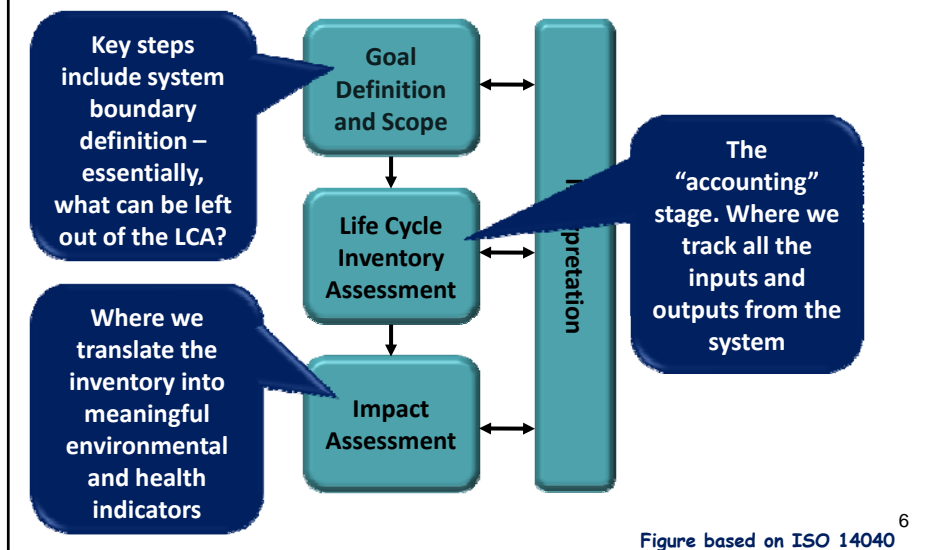 Key steps
include system
boundary
definition –
essentially,
what can be left
out of the LCA?
Goal
Definition
and Scope
The
“accounting”
stage. Where we
track all the
inputs and
outputs from the
system
Life Cycle
Inventory
Assessment
Where we
translate the
inventory into
meaningful
environmental
and health
indicators
Impact
Assessment
6
Figure based on ISO 14040